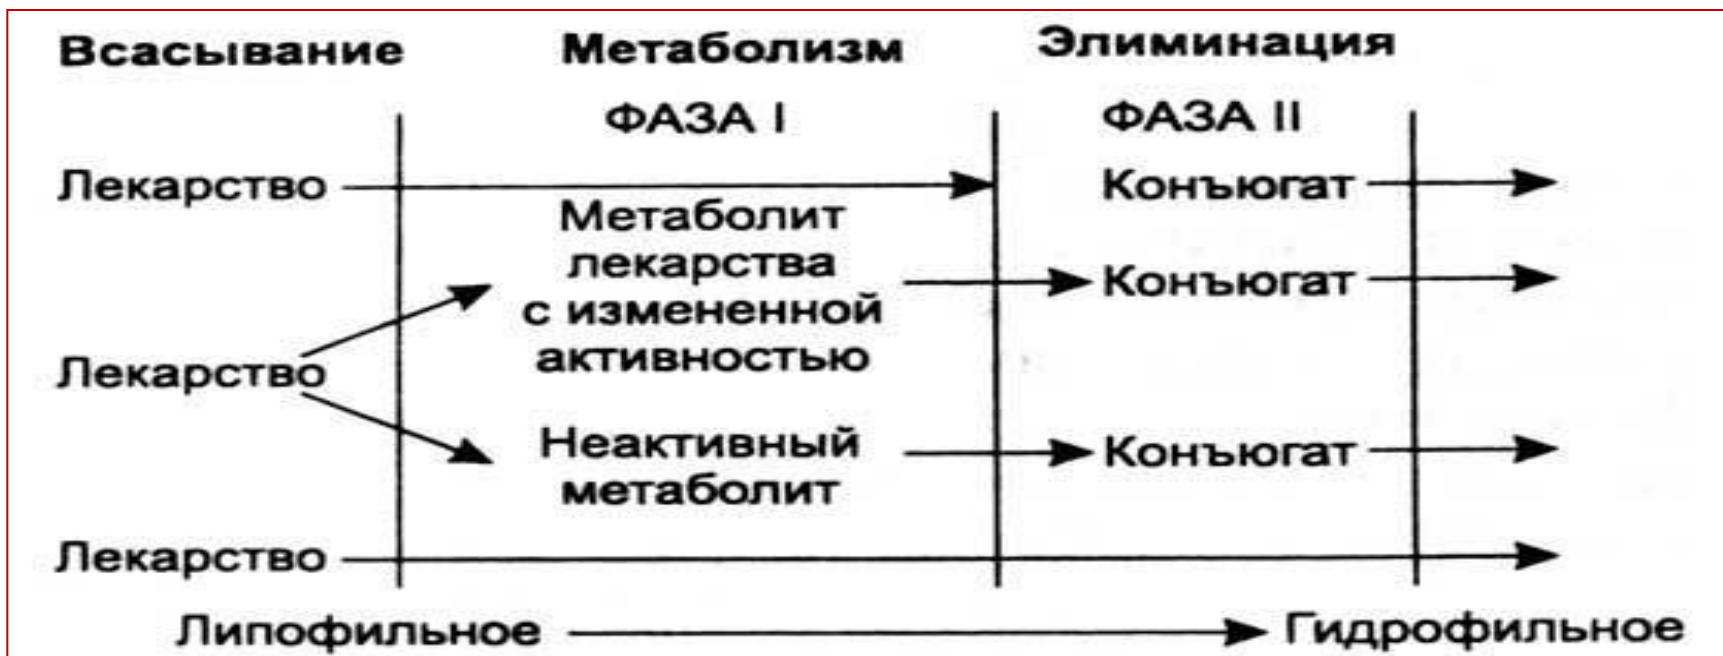 Всасывание Метаболизм Элиминация
ФАЗА I ФАЗА II
Лекарство Конъюгат
Метаболит
лекарства Конъюгат
с измененной
активностью
Лекарство
Неактивный Конъюгат
метаболит
Лекарство
Липофильное Гидрофильное